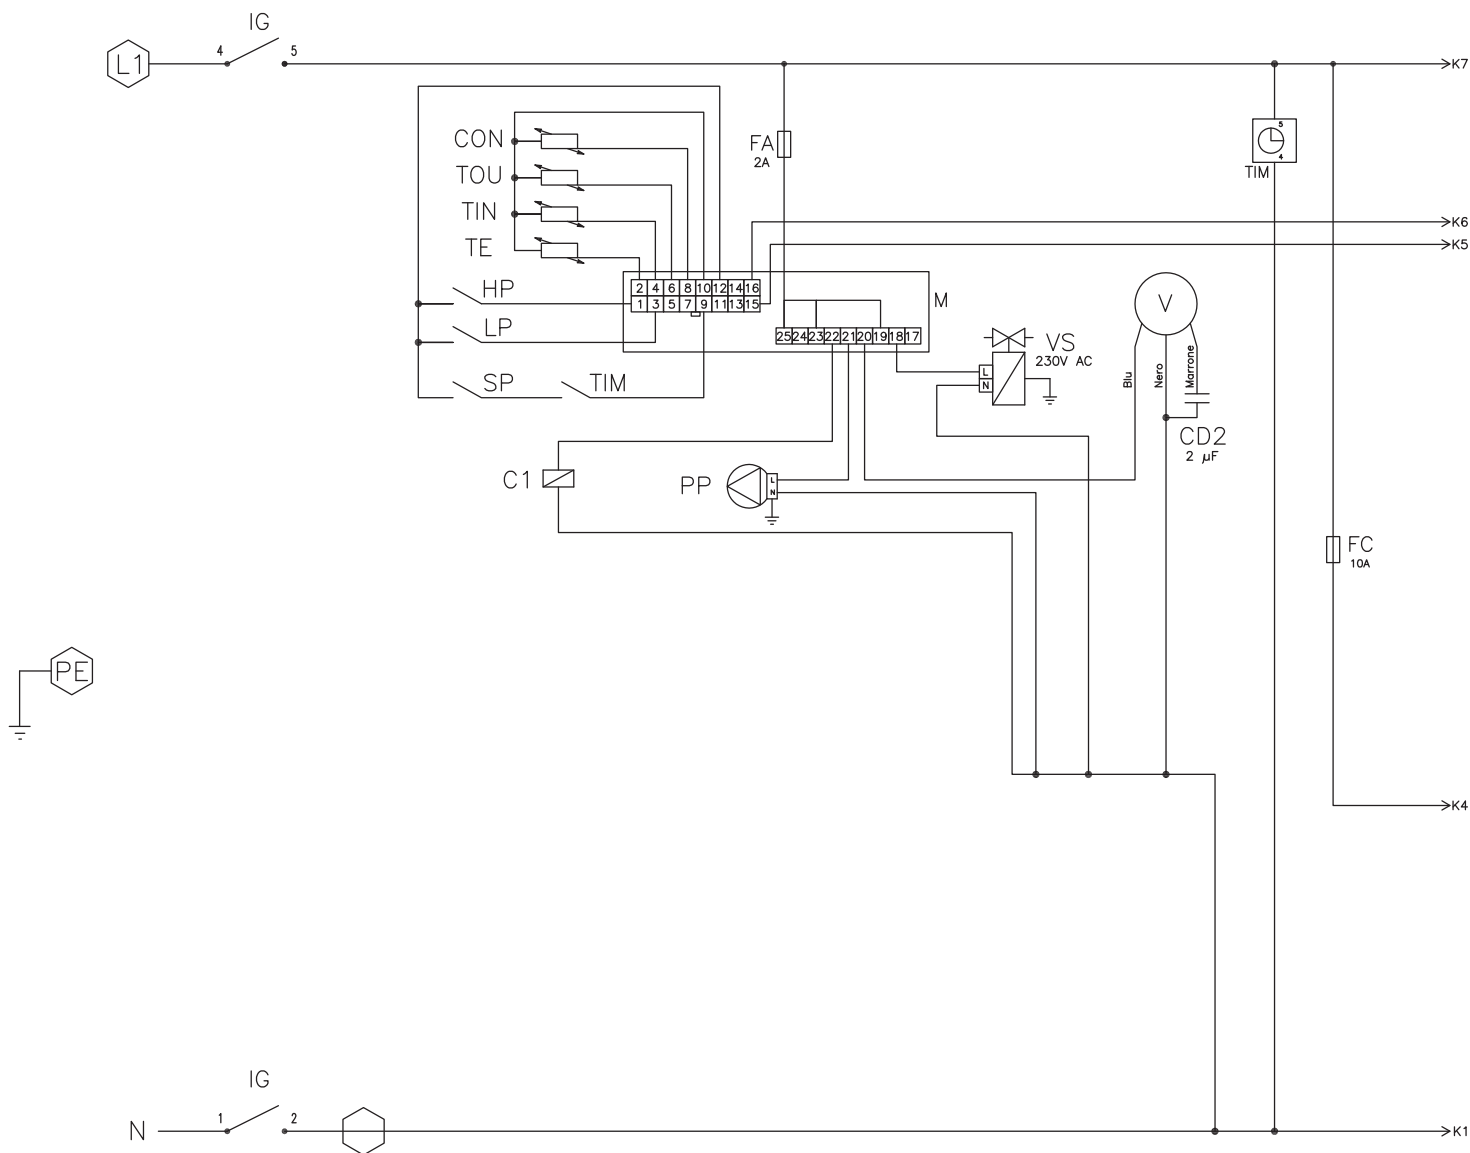 IG
L1 4 5 K7
CON
FA
2A
5
4
TIM
TOU
TIN
K6
TE
K5
HP
2 4 6 8 10 12 14 16
1 3 5 7 9 11 13 15
M
V
LP
25 24 23 22 21 20 19 18 17
VS
230V AC
L
N
Blu
Nero
Marrone
SP TIM
CD2
2 µF
C1
PP
L
N
FC
10A
PE
K4
IG
N 1 2 K1